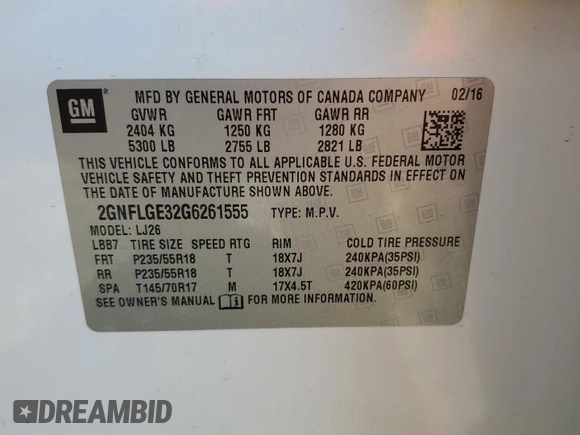 GM ®
MFD BY GENERAL MOTORS OF CANADA COMPANY 02/16
GVWR GAWR FRT GAWR RR
2404 KG 1250 KG 1280 KG
5300 LB 2755 LB 2821 LB
THIS VEHICLE CONFORMS TO ALL APPLICABLE U.S. FEDERAL MOTOR
VEHICLE SAFETY AND THEFT PREVENTION STANDARDS IN EFFECT ON
THE DATE OF MANUFACTURE SHOWN ABOVE.
2GNFLGE32G6261555 TYPE: M.P.V.
MODEL: LJ26
LBB7 TIRE SIZE SPEED RTG RIM COLD TIRE PRESSURE
FRT P235/55R18 T 18X7J 240KPA(35PSI)
RR P235/55R18 T 18X7J 240KPA(35PSI)
SPA T145/70R17 M 17X4.5T 420KPA(60PSI)
SEE OWNER'S MANUAL
DREAMBID